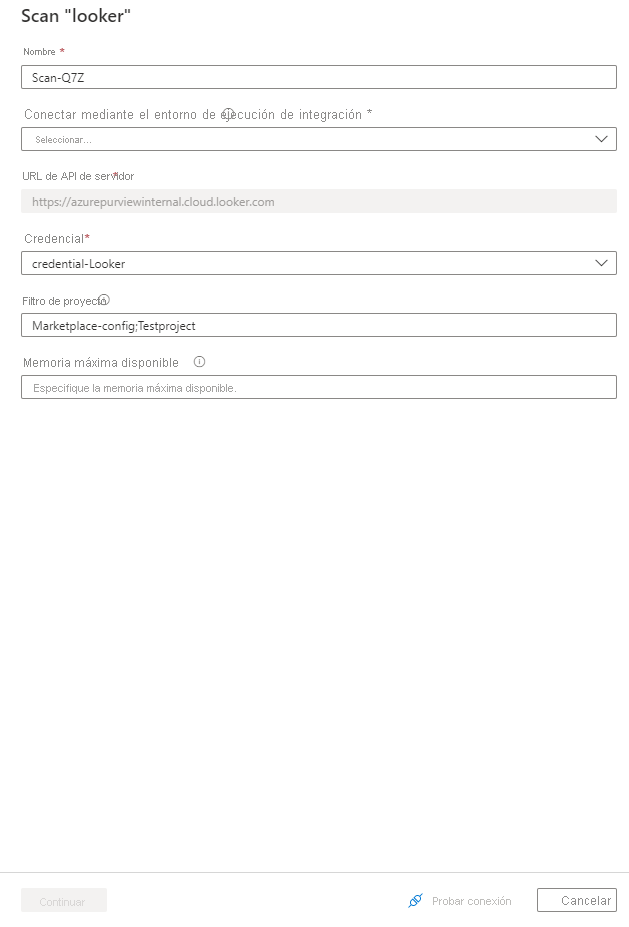 Scan "looker"
Nombre *
Scan-Q7Z
Conectar mediante el entorno de ejecución de integración *
Seleccionar...
URL de API de servidor *
https://azurepurviewinternal.cloud.looker.com
Credencial*
credential-Looker
Filtro de proyecto
Marketplace-config;Testproject
Memoria máxima disponible
Especifique la memoria máxima disponible.
Continuar
Probar conexión
Cancelar